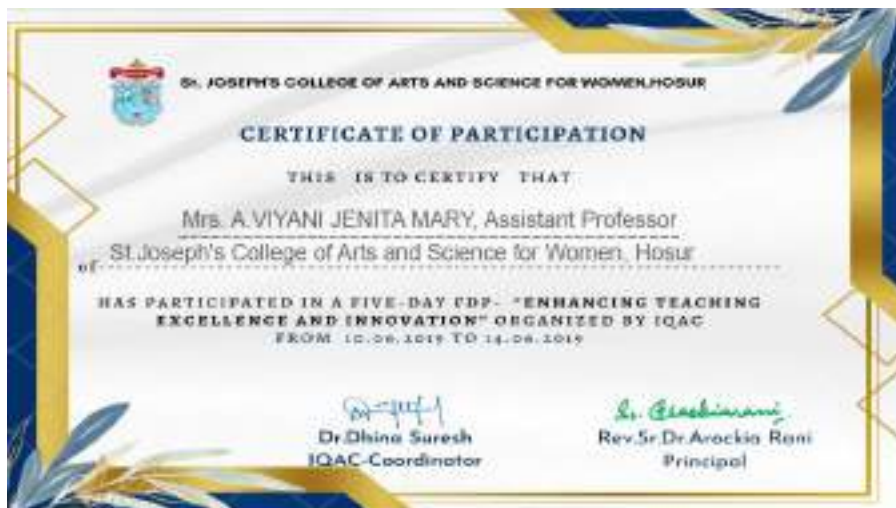 St. JOSEPH'S COLLEGE OF ARTS AND SCIENCE FOR WOMEN,HOSUR
CERTIFICATE OF PARTICIPATION
THIS IS TO CERTIFY THAT
Mrs. A.VIYANI JENITA MARY, Assistant Professor
of St.Joseph's College of Arts and Science for Women, Hosur
HAS PARTICIPATED IN A FIVE-DAY FDP- "ENHANCING TEACHING
EXCELLENCE AND INNOVATION" ORGANIZED BY IQAC
FROM 10.06.2019 TO 14.06.2019
Dr.Dhina Suresh
IQAC-Coordinator
Rev.Sr.Dr.Arockia Rani
Principal